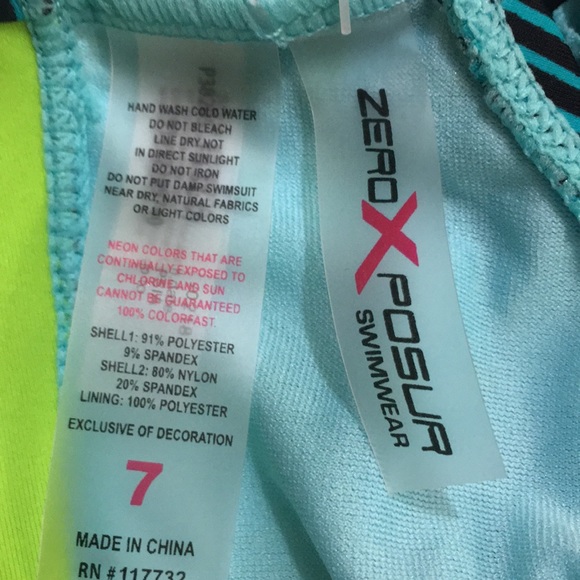 HAND WASH COLD WATER
DO NOT BLEACH
LINE DRY NOT
IN DIRECT SUNLIGHT
DO NOT IRON
DO NOT PUT DAMP SWIMSUIT
NEAR DRY, NATURAL FABRICS
OR LIGHT COLORS
NEON COLORS THAT ARE
CONTINUALLY EXPOSED TO
CHLORINE AND SUN
CANNOT BE GUARANTEED
100% COLORFAST.
SHELL1: 91% POLYESTER
9% SPANDEX
SHELL2: 80% NYLON
20% SPANDEX
LINING: 100% POLYESTER
EXCLUSIVE OF DECORATION
7
MADE IN CHINA
RN #117732
ZEROXPOSUR
SWIMWEAR